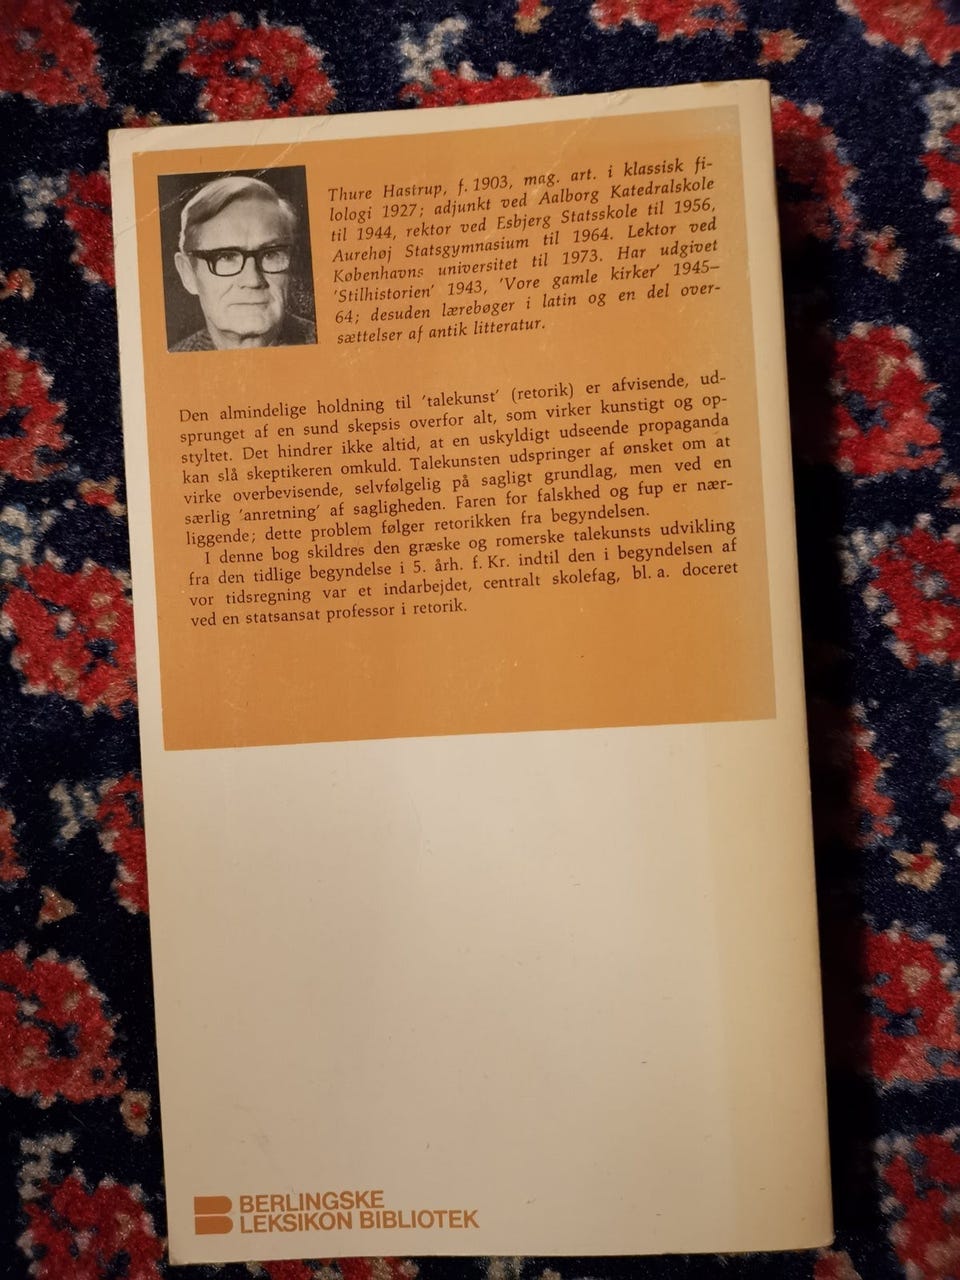 Thure Hastrup, f. 1903, mag. art. i klassisk fi-
lologi 1927; adjunkt ved Aalborg Katedralskole
til 1944, rektor ved Esbjerg Statsskole til 1956,
Aurehøj Statsgymnasium til 1964. Lektor ved
Københavns universitet til 1973. Har udgivet
'Stilhistorien' 1943, 'Vore gamle kirker' 1945–
64; desuden lærebøger i latin og en del over-
sættelser af antik litteratur.
Den almindelige holdning til 'talekunst' (retorik) er afvisende, ud-
sprunget af en sund skepsis overfor alt, som virker kunstigt og op-
styltet. Det hindrer ikke altid, at en uskyldigt udseende propaganda
kan slå skeptikeren omkuld. Talekunsten udspringer af ønsket om at
virke overbevisende, selvfølgelig på sagligt grundlag, men ved en
særlig 'anretning' af sagligheden. Faren for falskhed og fup er nær-
liggende; dette problem følger retorikken fra begyndelsen.
I denne bog skildres den græske og romerske talekunsts udvikling
fra den tidlige begyndelse i 5. årh. f. Kr. indtil den i begyndelsen af
vor tidsregning var et indarbejdet, centralt skolefag, bl. a. doceret
ved en statsansat professor i retorik.
BERLINGSKE
LEKSIKON BIBLIOTEK